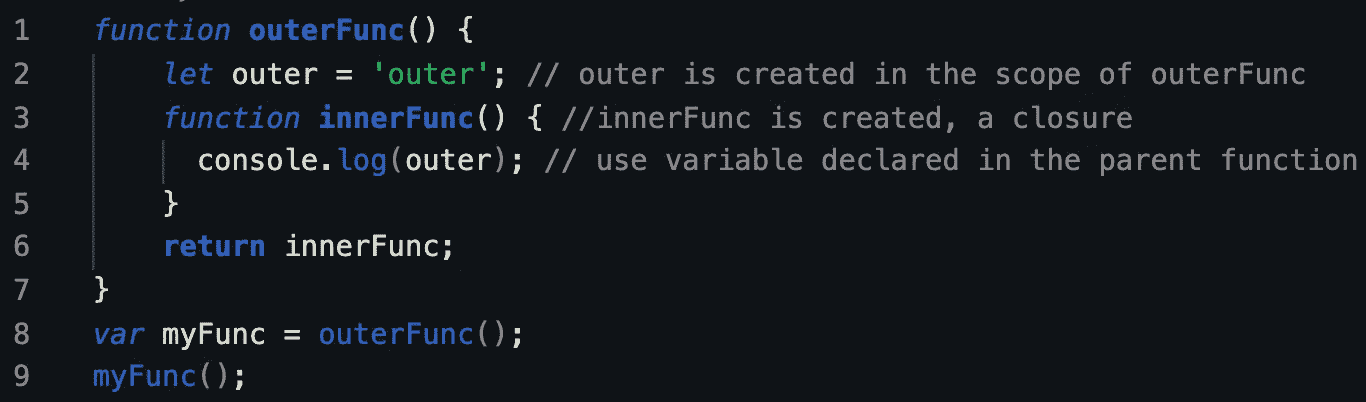 1 function outerFunc() {
2 let outer = 'outer'; // outer is created in the scope of outerFunc
3 function innerFunc() { //innerFunc is created, a closure
4 console.log(outer); // use variable declared in the parent function
5 }
6 return innerFunc;
7 }
8 var myFunc = outerFunc();
9 myFunc();